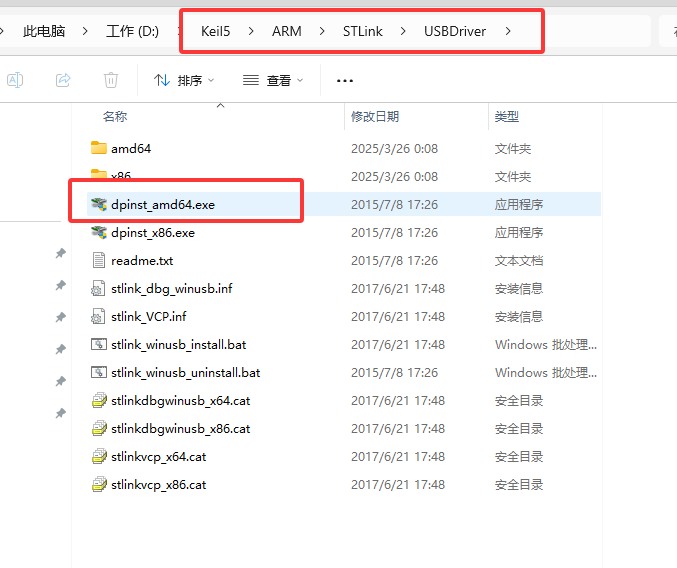 此电脑 工作 (D:) Keil5 ARM STLink USBDriver
排序 查看
名称 修改日期 类型
amd64 2025/3/26 0:08 文件夹
x86 2025/3/26 0:08 文件夹
dpinst_amd64.exe 2015/7/8 17:26 应用程序
dpinst_x86.exe 2015/7/8 17:26 应用程序
readme.txt 2015/7/8 17:26 文本文档
stlink_dbg_winusb.inf 2017/6/21 17:48 安装信息
stlink_VCP.inf 2017/6/21 17:48 安装信息
stlink_winusb_install.bat 2017/6/21 17:48 Windows 批处理...
stlink_winusb_uninstall.bat 2015/7/8 17:26 Windows 批处理...
stlinkdbgwinusb_x64.cat 2017/6/21 17:48 安全目录
stlinkdbgwinusb_x86.cat 2017/6/21 17:48 安全目录
stlinkvcp_x64.cat 2017/6/21 17:48 安全目录
stlinkvcp_x86.cat 2017/6/21 17:48 安全目录